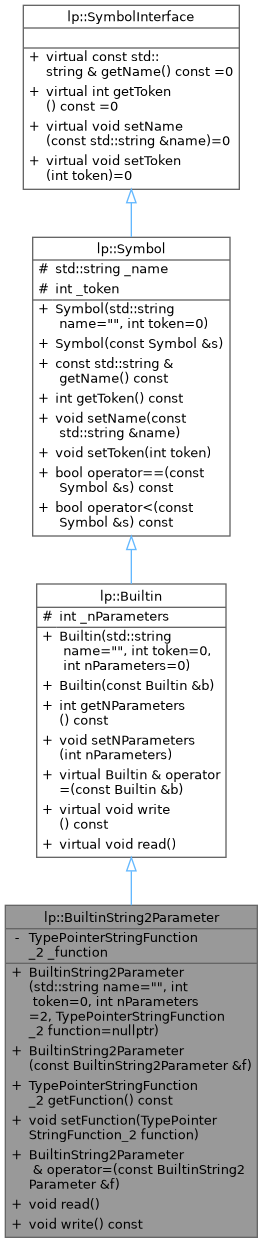 lp::SymbolInterface
+ virtual const std::
string & getName() const =0
+ virtual int getToken
() const =0
+ virtual void setName
(const std::string &name)=0
+ virtual void setToken
(int token)=0
lp::Symbol
# std::string _name
# int _token
+ Symbol(std::string
name="", int token=0)
+ Symbol(const Symbol &s)
+ const std::string &
getName() const
+ int getToken() const
+ void setName(const
std::string &name)
+ void setToken(int token)
+ bool operator==(const
Symbol &s) const
+ bool operator<(const
Symbol &s) const
lp::Builtin
# int _nParameters
+ Builtin(std::string
name="", int token=0,
int nParameters=0)
+ Builtin(const Builtin &b)
+ int getNParameters
() const
+ void setNParameters
(int nParameters)
+ virtual Builtin & operator
=(const Builtin &b)
+ virtual void write
() const
+ virtual void read()
lp::BuiltinString2Parameter
- TypePointerStringFunction
_2 _function
+ BuiltinString2Parameter
(std::string name="", int
token=0, int nParameters
=2, TypePointerStringFunction
_2 function=nullptr)
+ BuiltinString2Parameter
(const BuiltinString2Parameter &f)
+ TypePointerStringFunction
_2 getFunction() const
+ void setFunction(TypePointer
StringFunction_2 function)
+ BuiltinString2Parameter
& operator=(const BuiltinString2
Parameter &f)
+ void read()
+ void write() const